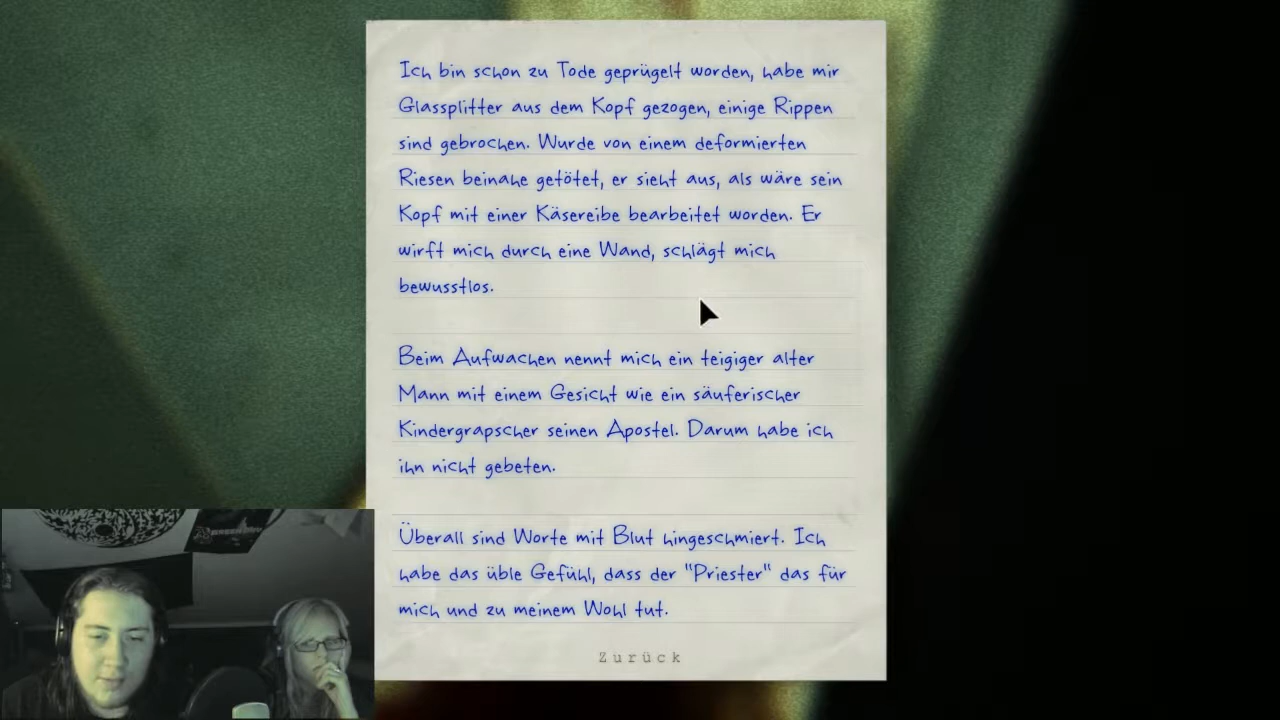 Ich bin schon zu Tode geprügelt worden, habe mir
Glassplitter aus dem Kopf gezogen, einige Rippen
sind gebrochen. Wurde von einem deformierten
Riesen beinahe getötet, er sieht aus, als wäre sein
Kopf mit einer Käsereibe bearbeitet worden. Er
wirft mich durch eine Wand, schlägt mich
bewusstlos.
Beim Aufwachen nennt mich ein teigiger alter
Mann mit einem Gesicht wie ein säuferischer
Kindergrapscher seinen Apostel. Darum habe ich
ihn nicht gebeten.
Überall sind Worte mit Blut hingeschmiert. Ich
habe das üble Gefühl, dass der "Priester" das für
mich und zu meinem Wohl tut.
Zurück